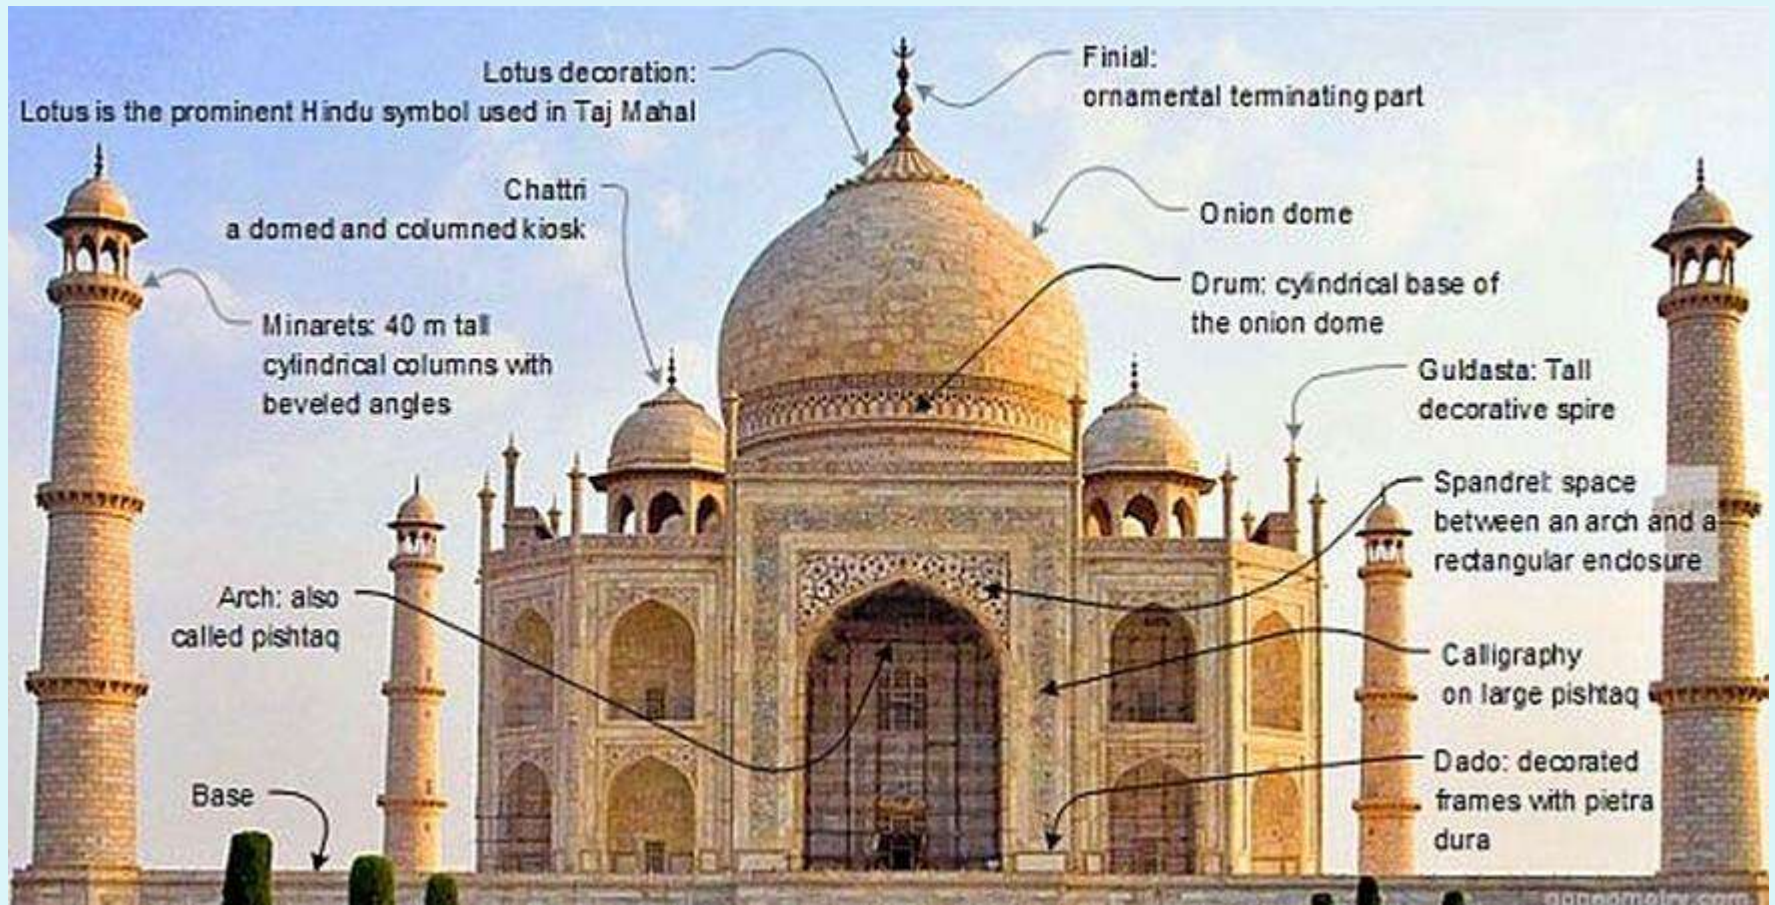 Lotus decoration:
Lotus is the prominent Hindu symbol used in Taj Mahal
Finial:
ornamental terminating part
Chattri
a domed and columned kiosk
Onion dome
Minarets: 40 m tall
cylindrical columns with
beveled angles
Drum: cylindrical base of
the onion dome
Guldasta: Tall
decorative spire
Spandrel: space
between an arch and a
rectangular enclosure
Arch: also
called pishtaq
Calligraphy
on large pishtaq
Base
Dado: decorated
frames with pietra
dura